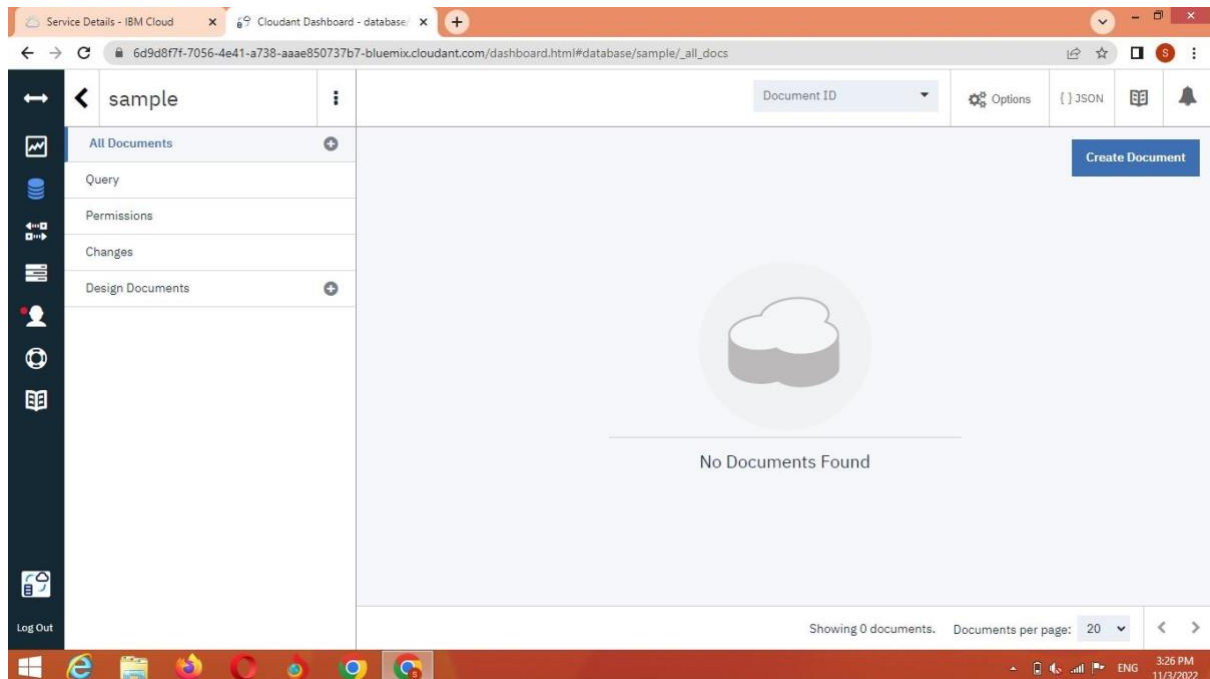 Service Details - IBM Cloud
Cloudant Dashboard - database/
6d9d8f7f-7056-4e41-a738-aaae850737b7-bluemix.cloudant.com/dashboard.html#database/sample/_all_docs
S
sample
Document ID
Options
{ } JSON
All Documents
Create Document
Query
Permissions
Changes
Design Documents
No Documents Found
Log Out
Showing 0 documents.
Documents per page: 20
ENG
3:26 PM
11/3/2022